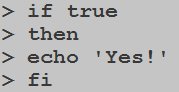 > if true
> then
> echo 'Yes!'
> fi